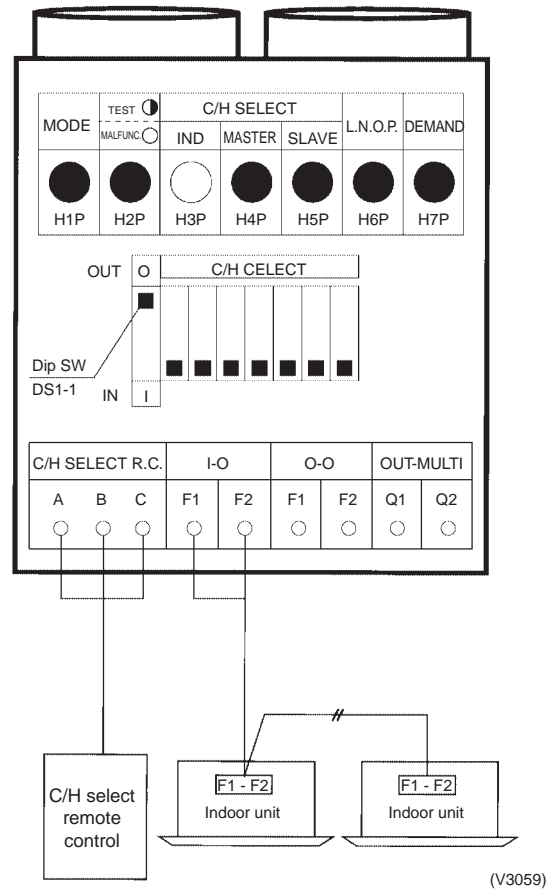 MODE TEST C/H SELECT L.N.O.P. DEMAND
MALFUNC. IND MASTER SLAVE
H1P H2P H3P H4P H5P H6P H7P
OUT O C/H CELECT
Dip SW
DS1-1 IN I
C/H SELECT R.C. I-O O-O OUT-MULTI
A B C F1 F2 F1 F2 Q1 Q2
C/H select
remote
control
F1 - F2
Indoor unit
F1 - F2
Indoor unit
(V3059)